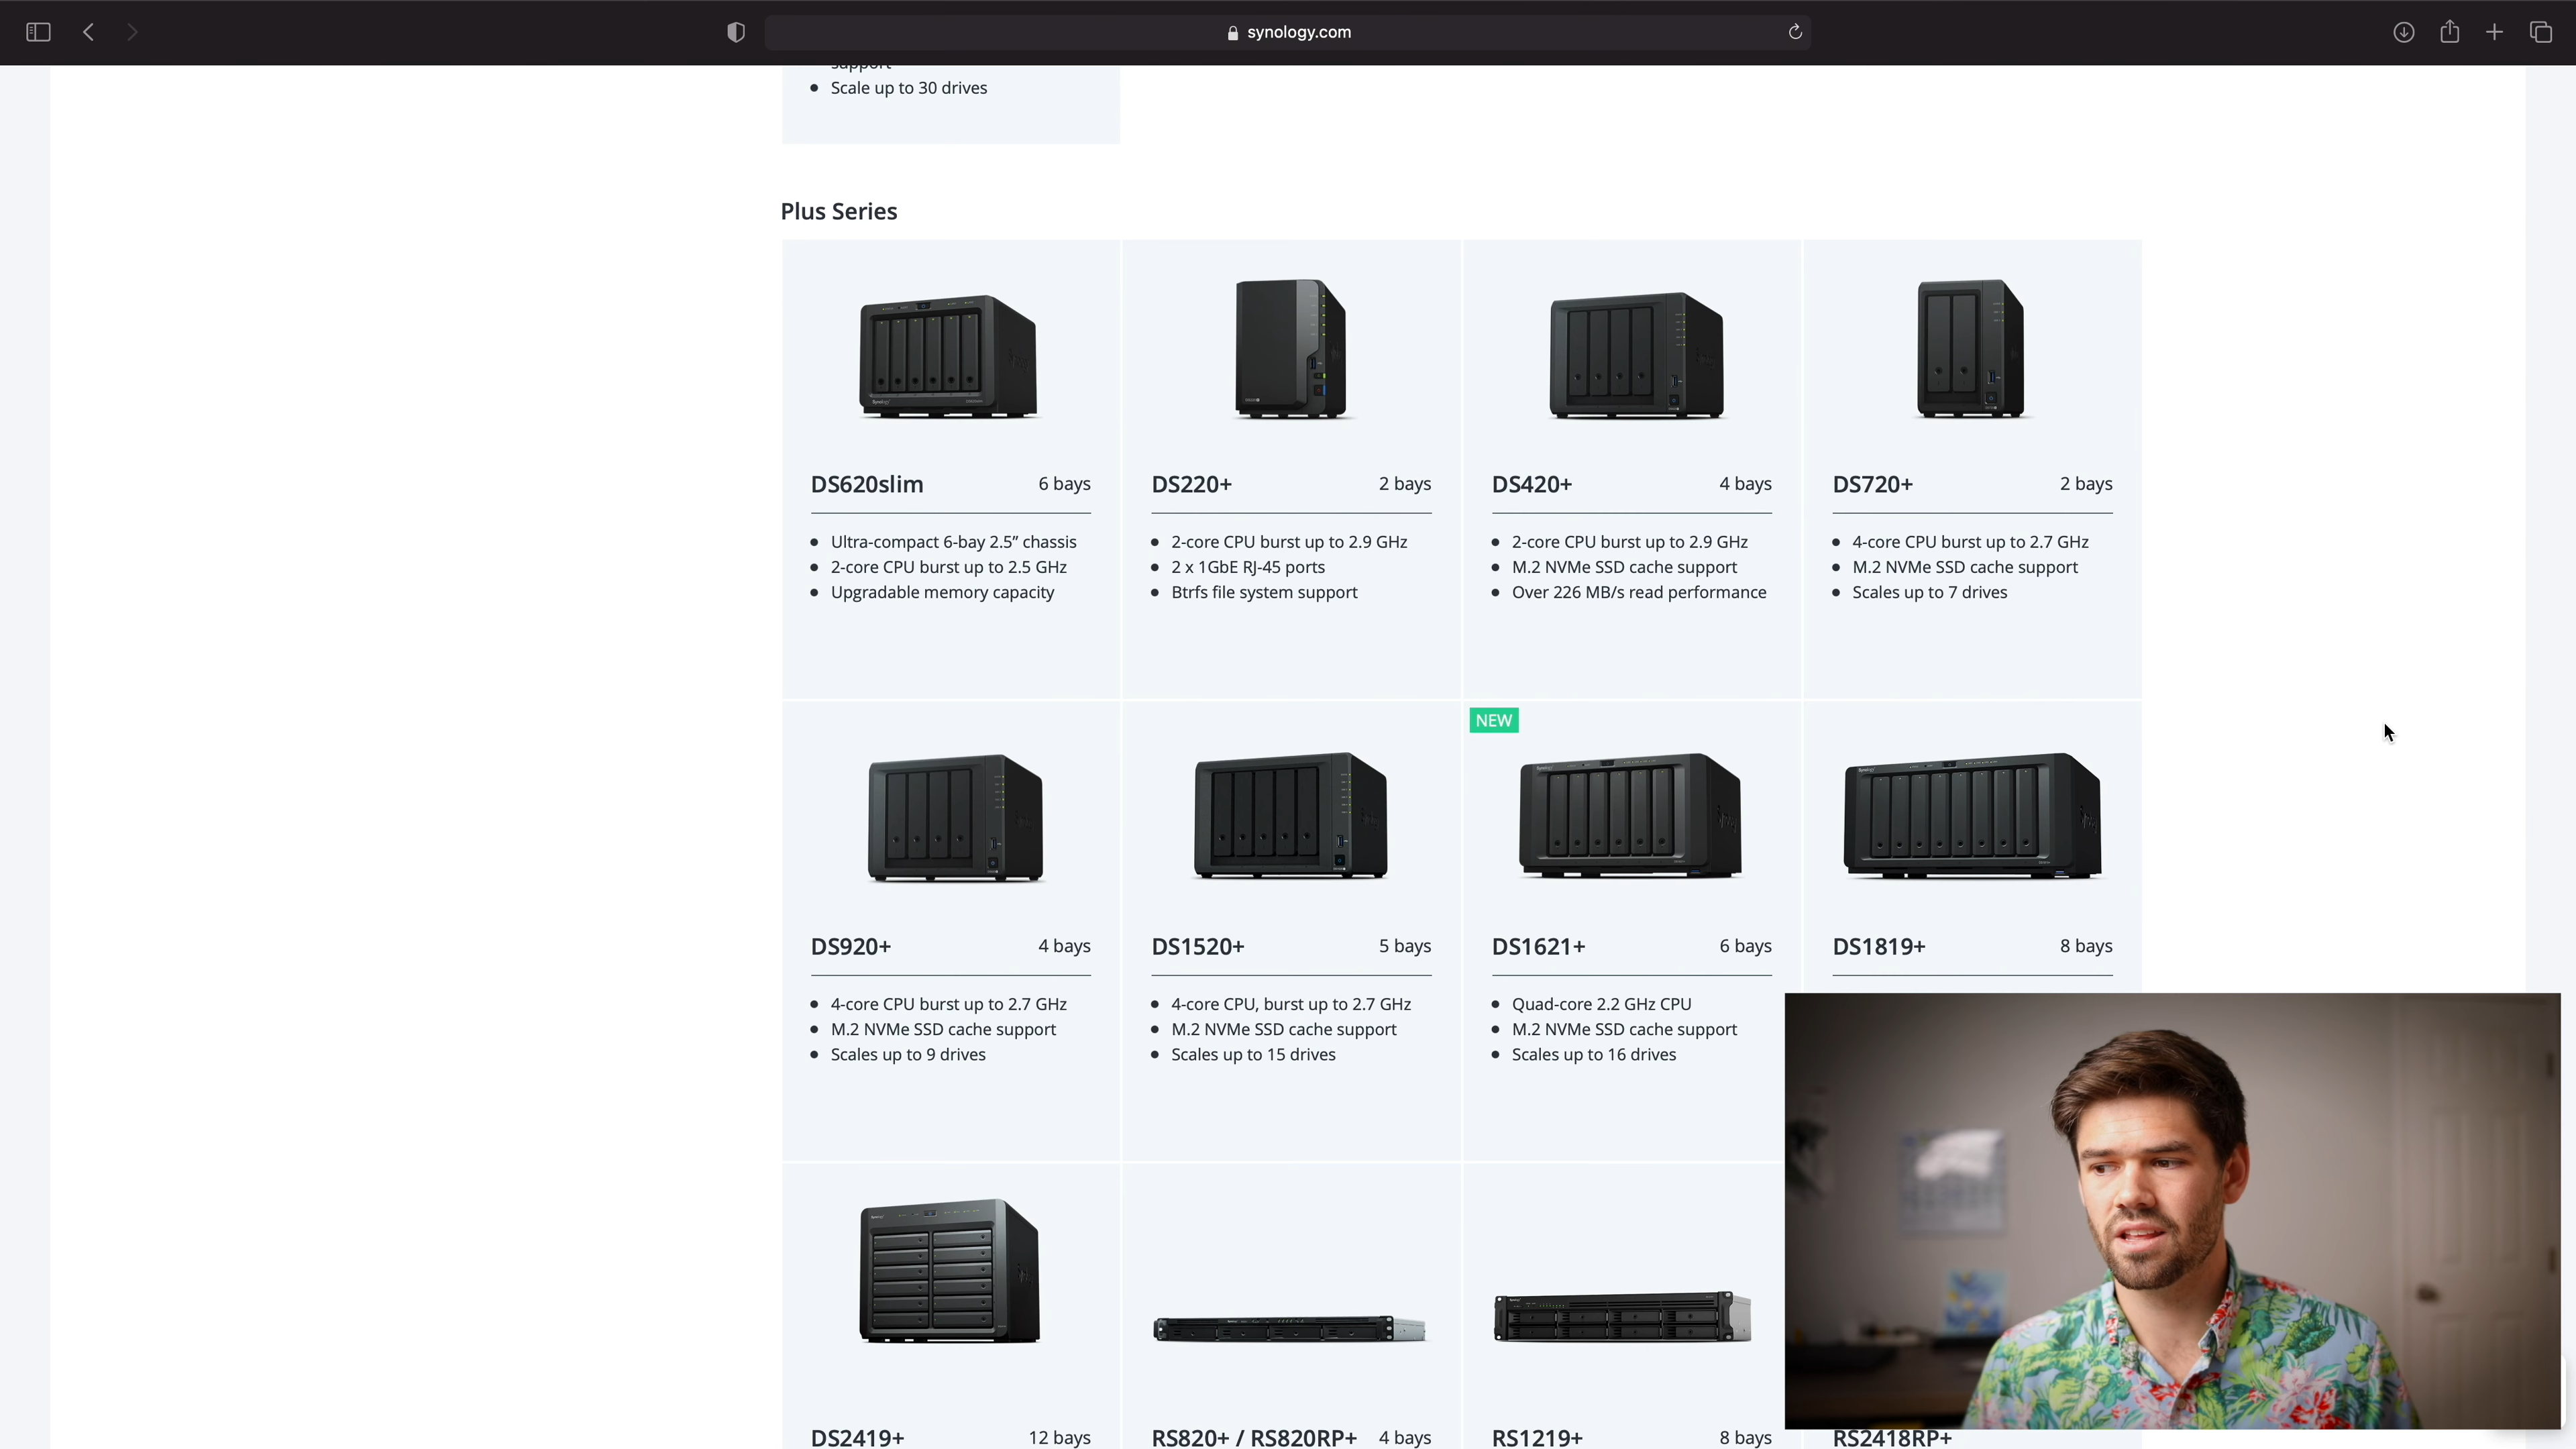 synology.com
support
Scale up to 30 drives
Plus Series
DS620slim 6 bays
Ultra-compact 6-bay 2.5” chassis
2-core CPU burst up to 2.5 GHz
Upgradable memory capacity
DS220+ 2 bays
2-core CPU burst up to 2.9 GHz
2 x 1GbE RJ-45 ports
Btrfs file system support
DS420+ 4 bays
2-core CPU burst up to 2.9 GHz
M.2 NVMe SSD cache support
Over 226 MB/s read performance
DS720+ 2 bays
4-core CPU burst up to 2.7 GHz
M.2 NVMe SSD cache support
Scales up to 7 drives
DS920+ 4 bays
4-core CPU burst up to 2.7 GHz
M.2 NVMe SSD cache support
Scales up to 9 drives
DS1520+ 5 bays
4-core CPU, burst up to 2.7 GHz
M.2 NVMe SSD cache support
Scales up to 15 drives
NEW
DS1621+ 6 bays
Quad-core 2.2 GHz CPU
M.2 NVMe SSD cache support
Scales up to 16 drives
DS1819+ 8 bays
DS2419+ 12 bays
RS820+ / RS820RP+ 4 bays
RS1219+ 8 bays
RS2418RP+